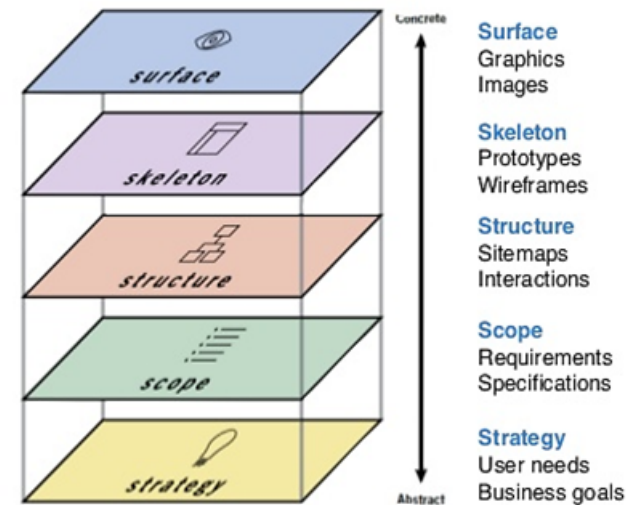 Concrete
surface
Surface
Graphics
Images
skeleton
Skeleton
Prototypes
Wireframes
structure
Structure
Sitemaps
Interactions
scope
Scope
Requirements
Specifications
strategy
Strategy
User needs
Business goals
Abstract